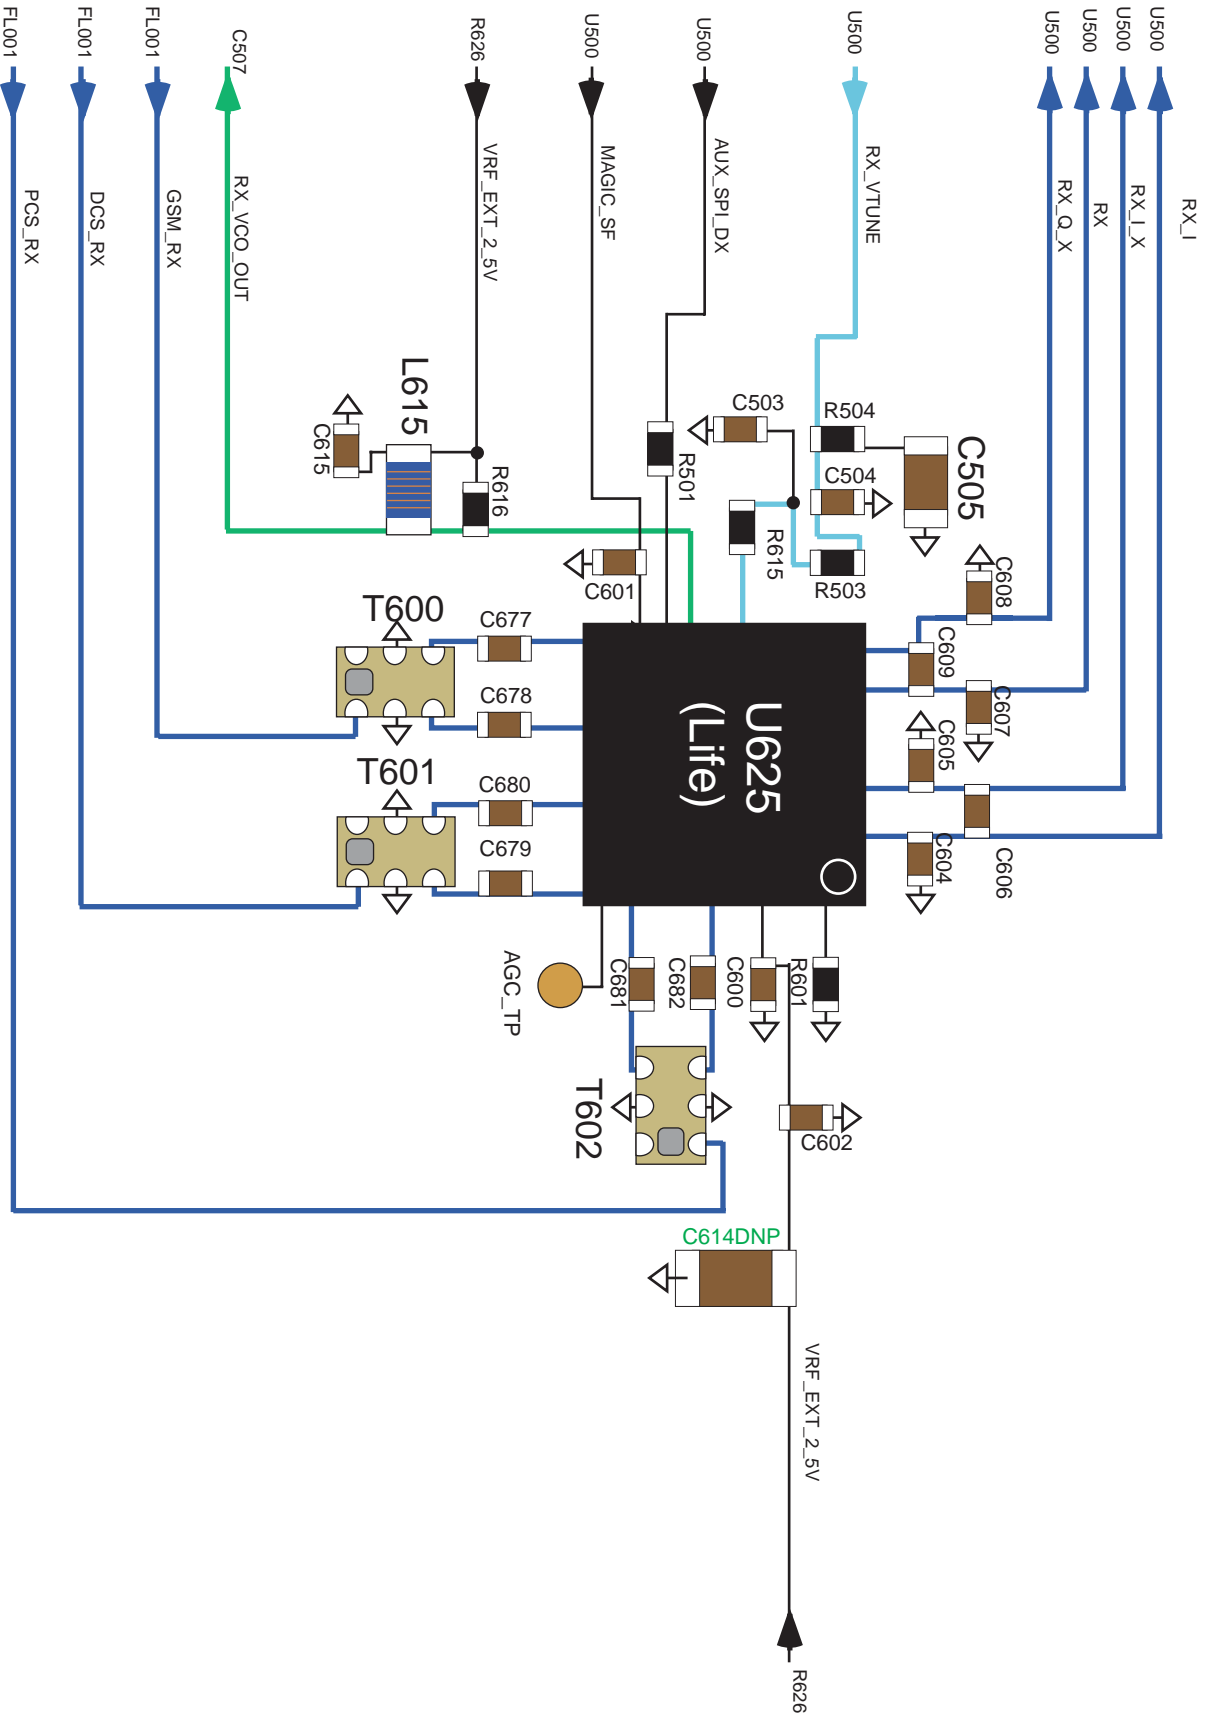 FL001
FL001
FL001
C507
R626
U500
U500
U500
U500
U500
U500
U500
PCS_RX
DCS_RX
GSM_RX
RX_VCO_OUT
VRF_EXT_2_5V
MAGIC_SF
AUX_SPI_DX
RX_VTUNE
RX_Q_X
RX
RX_I_X
RX_I
L615
C615
R616
R501
C503
R504
C504
C505
R615
R503
C601
C608
C609
C607
C605
C606
C604
T600
C677
C678
T601
C680
C679
U625
(Life)
AGC_TP
C681
C682
C600
R601
T602
C602
C614DNP
VRF_EXT_2_5V
R626